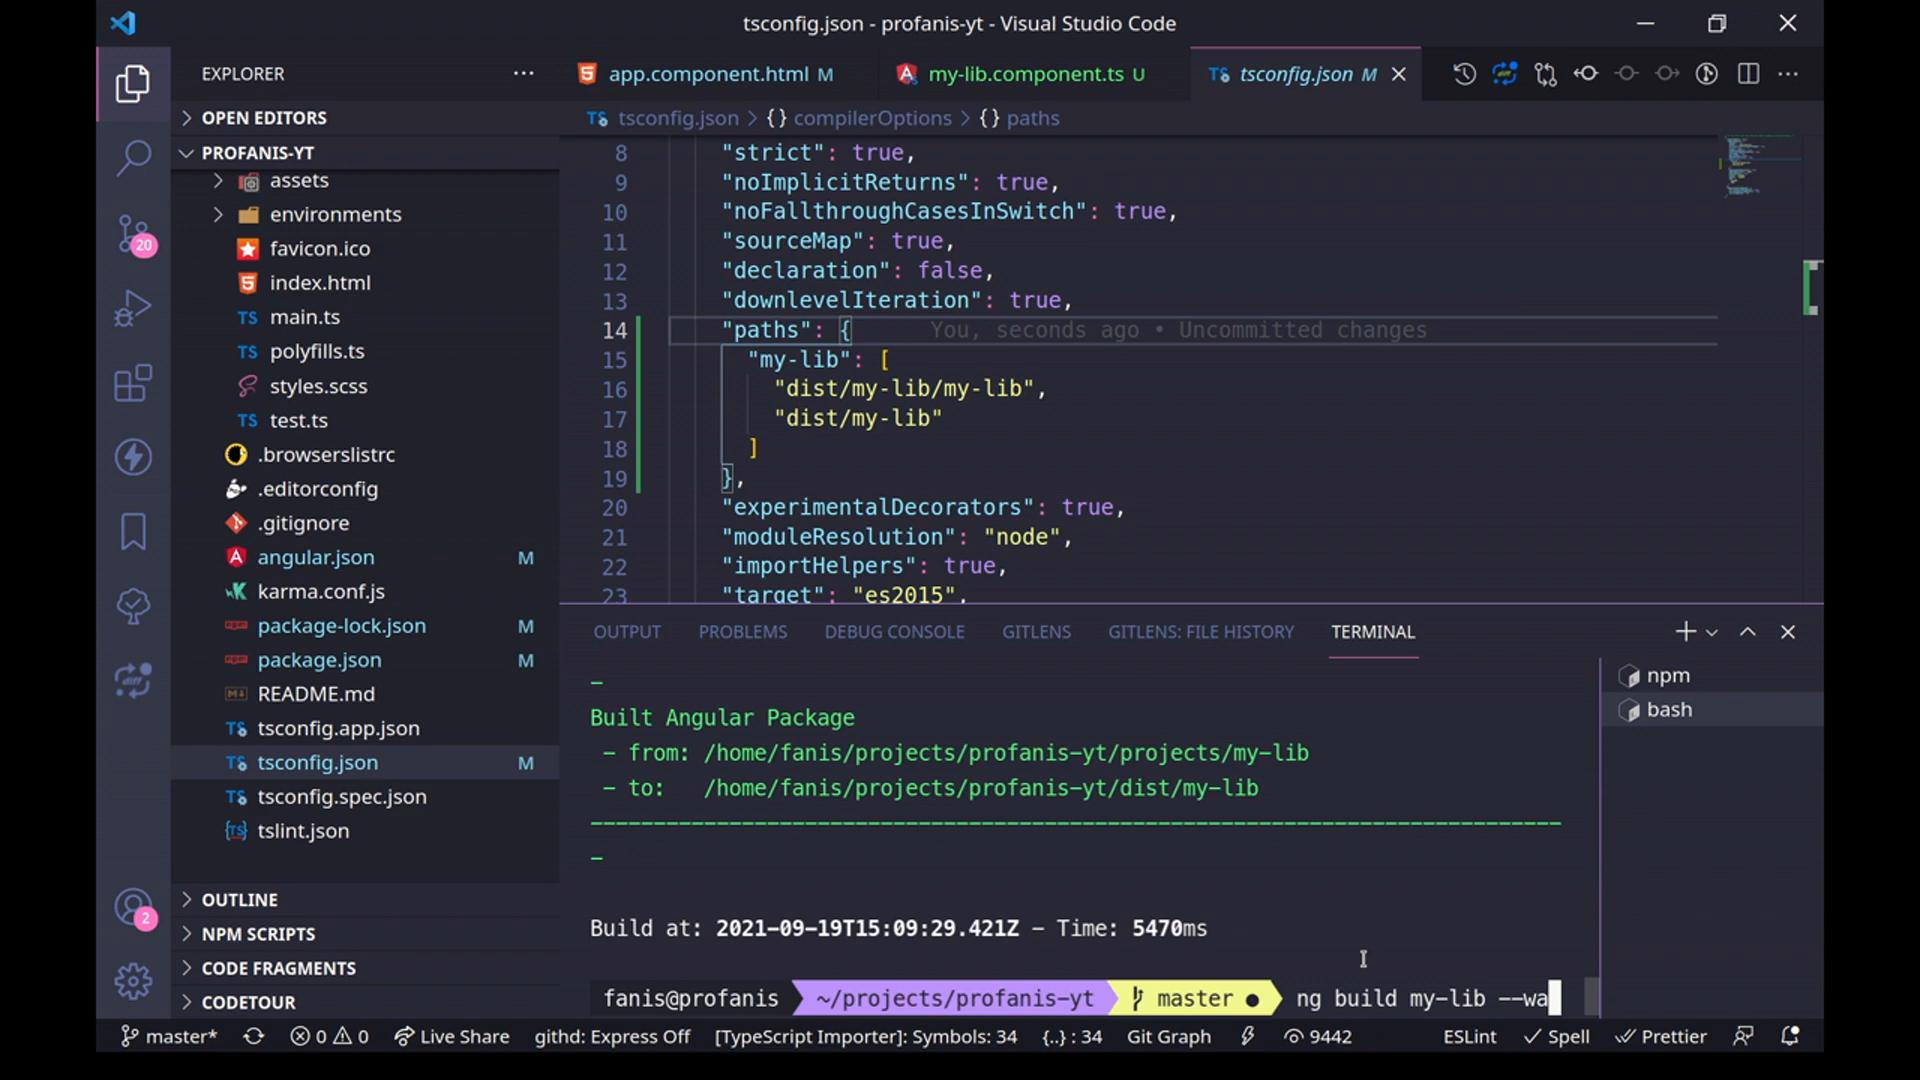 tsconfig.json - profanis-yt - Visual Studio Code
EXPLORER
app.component.html M
my-lib.component.ts U
tsconfig.json M
OPEN EDITORS
tsconfig.json > {} compilerOptions > {} paths
PROFANIS-YT
assets
environments
favicon.ico
index.html
main.ts
polyfills.ts
styles.scss
test.ts
.browserslistrc
.editorconfig
.gitignore
angular.json M
karma.conf.js
package-lock.json M
package.json M
README.md
tsconfig.app.json
tsconfig.json M
tsconfig.spec.json
tslint.json
OUTLINE
NPM SCRIPTS
CODE FRAGMENTS
CODETOUR
20
2
8 "strict": true,
9 "noImplicitReturns": true,
10 "noFallthroughCasesInSwitch": true,
11 "sourceMap": true,
12 "declaration": false,
13 "downlevelIteration": true,
14 "paths": { You, seconds ago • Uncommitted changes
15 "my-lib": [
16 "dist/my-lib/my-lib",
17 "dist/my-lib"
18 ]
19 },
20 "experimentalDecorators": true,
21 "moduleResolution": "node",
22 "importHelpers": true,
23 "target": "es2015",
OUTPUT PROBLEMS DEBUG CONSOLE GITLENS GITLENS: FILE HISTORY TERMINAL
npm
bash
–
Built Angular Package
– from: /home/fanis/projects/profanis-yt/projects/my-lib
– to: /home/fanis/projects/profanis-yt/dist/my-lib
-----------------------------------------------------------------------------
–
Build at: 2021-09-19T15:09:29.421Z – Time: 5470ms
fanis@profanis ~/projects/profanis-yt master ● ng build my-lib --wa
master* 0 0 Live Share githd: Express Off [TypeScript Importer]: Symbols: 34 {..} : 34 Git Graph 9442 ESLint Spell Prettier